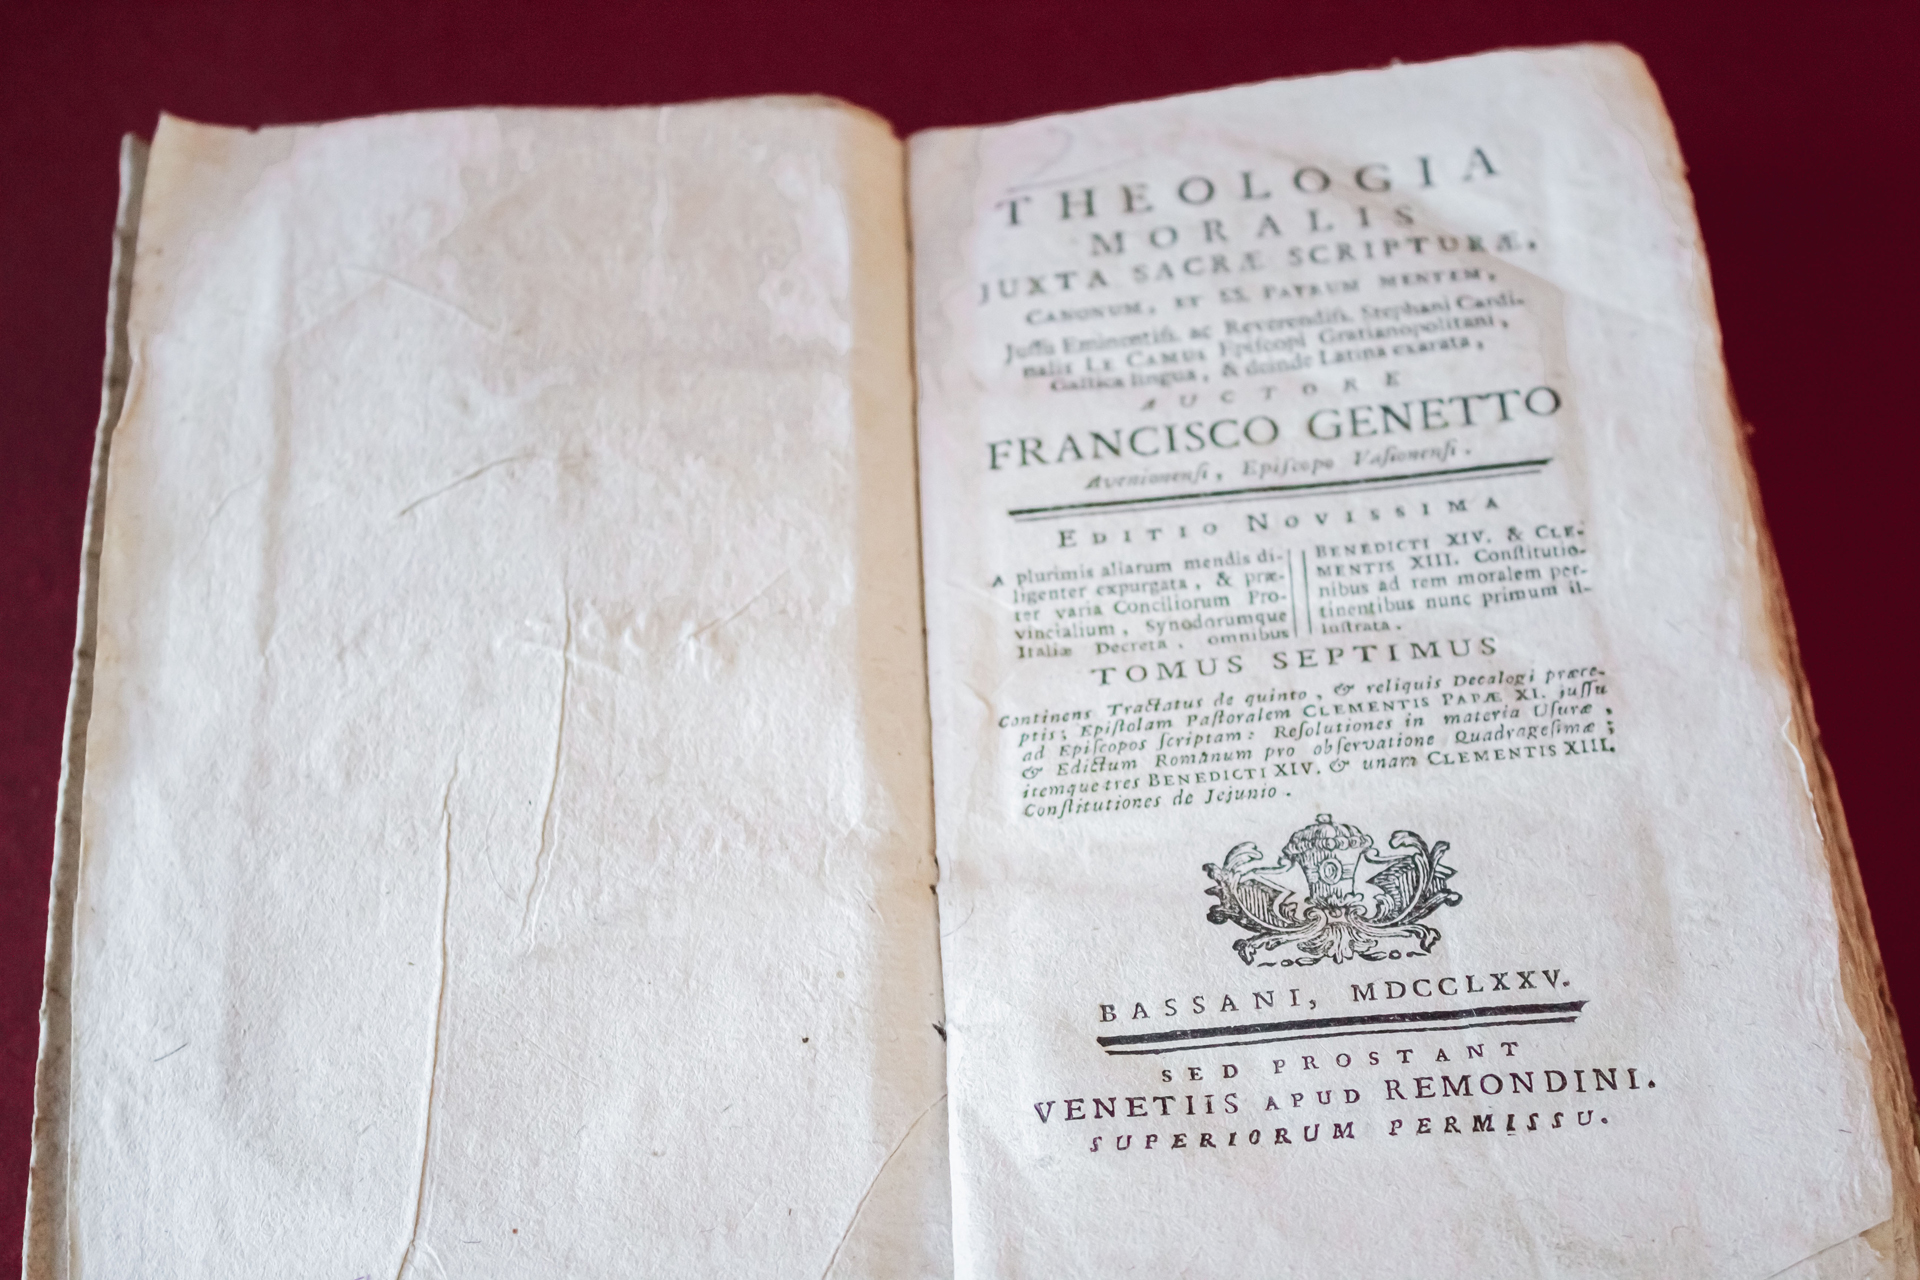 THEOLOGIA
MORALIS
JUXTA SACRÆ SCRIPTURÆ,
CANONUM, ET SS. PATRUM MENTEM,
Juſſu Eminentiſſ. ac Reverendiſſ. Stephani Cardi-
nalis LE CAMUS Epiſcopi Gratianopolitani,
Gallica lingua, & deinde Latina exarata,
AUCTORE
FRANCISCO GENETTO
Avenionenſi, Epiſcopo Vaſionenſi.
EDITIO NOVISSIMA
A plurimis aliarum mendis di-
ligenter expurgata, & præ-
ter varia Conciliorum Pro-
vincialium, Synodorumque
Italiæ Decreta, omnibus
BENEDICTI XIV. & CLE-
MENTIS XIII. Conſtitutio-
nibus ad rem moralem per-
tinentibus nunc primum il-
luſtrata.
TOMUS SEPTIMUS
Continens Tractatus de quinto, & reliquis Decalogi præce-
ptis; Epiſtolam Paſtoralem CLEMENTIS PAPÆ XI. juſſu
ad Epiſcopos ſcriptam: Reſolutiones in materia Uſuræ,
& Edictum Romanum pro obſervatione Quadrageſimæ;
itemque tres BENEDICTI XIV. & unam CLEMENTIS XIII.
Conſtitutiones de Jejunio.
BASSANI, MDCCLXXV.
SED PROSTANT
VENETIIS APUD REMONDINI.
SUPERIORUM PERMISSU.